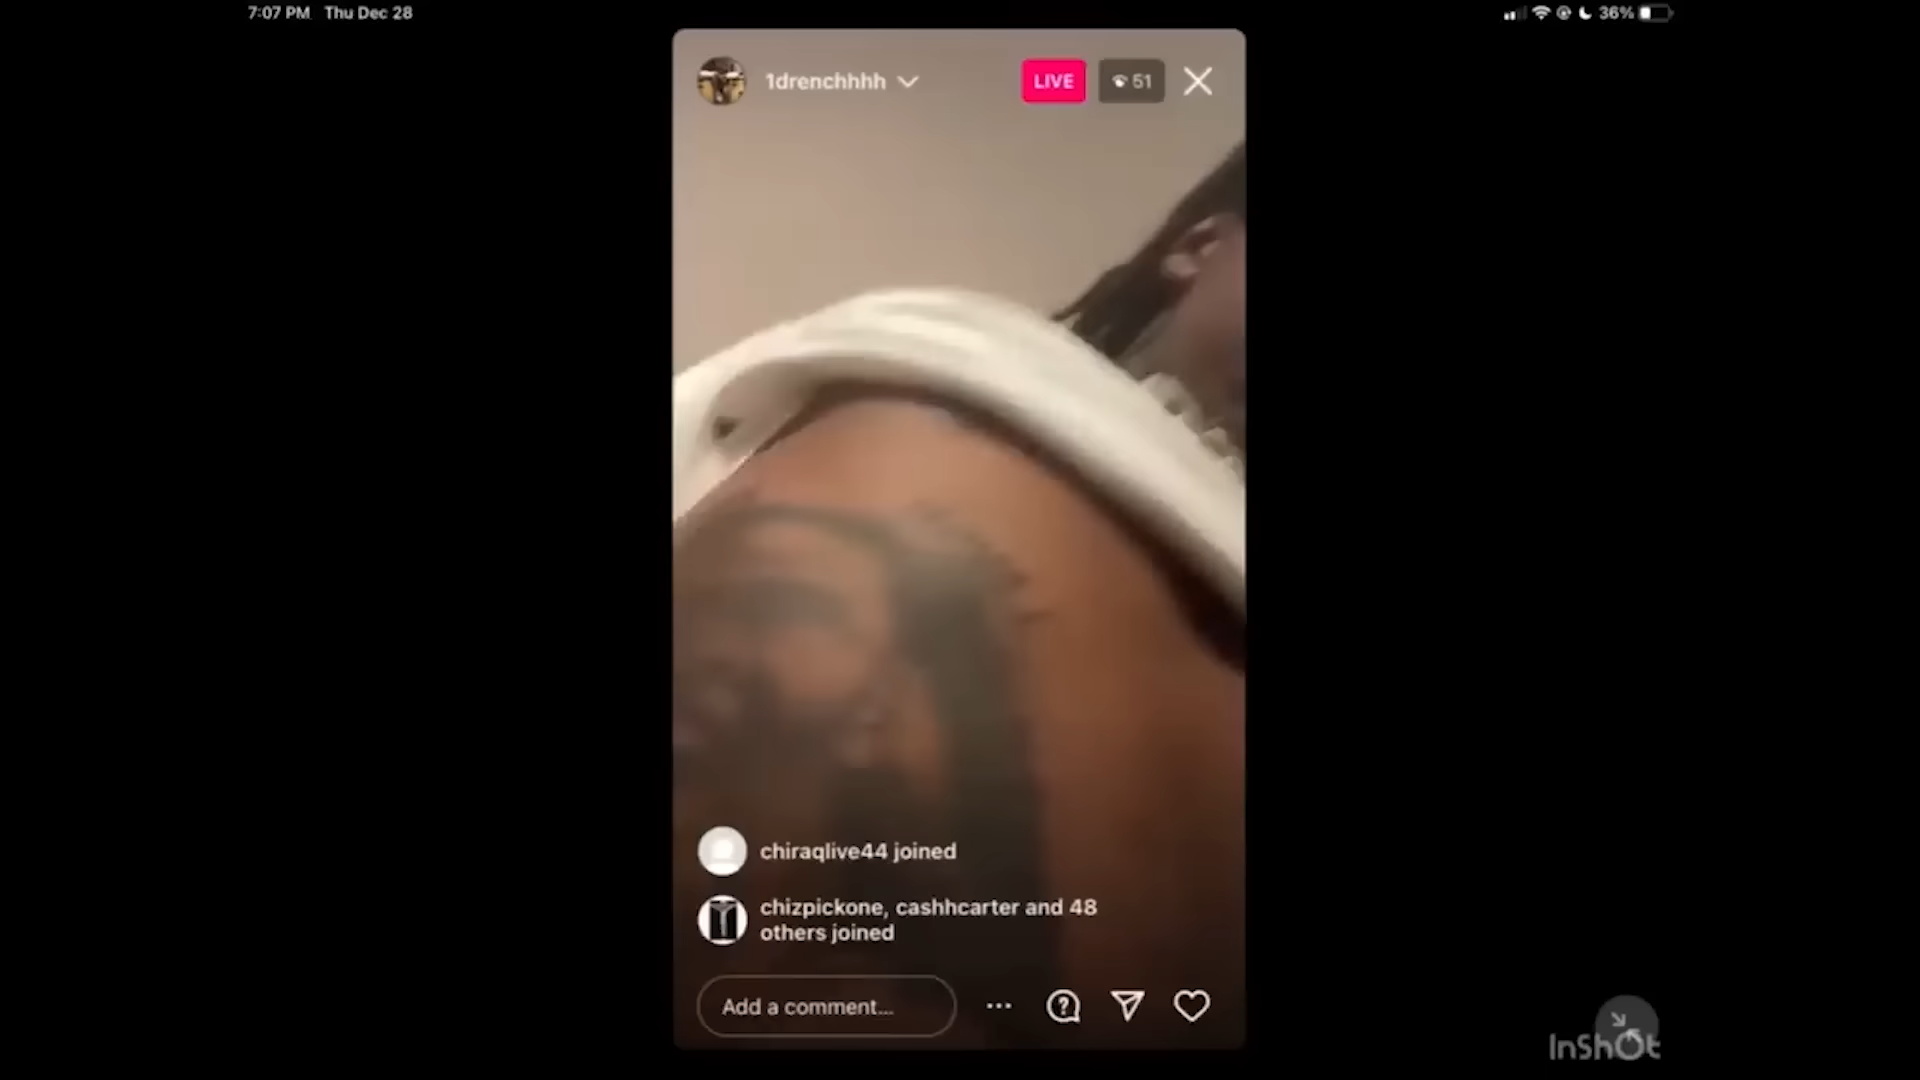 7:07 PM Thu Dec 28
36%
1drenchhhh
LIVE
51
chiraqlive44 joined
chizpickone, cashhcarter and 48
others joined
Add a comment...
InShOt